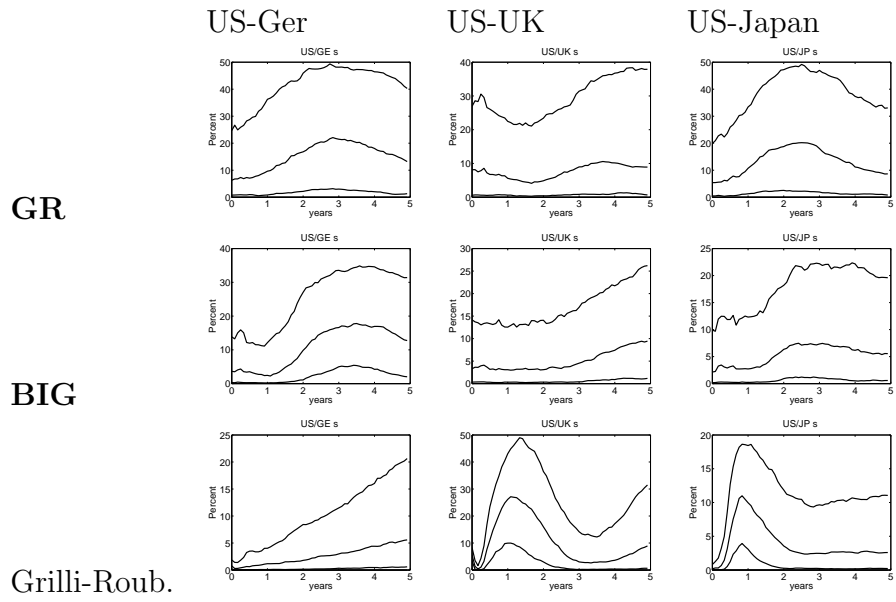 US-Ger US-UK US-Japan
US/GE s US/UK s US/JP s
50 40 50
40 30 40
30 20 30
20 10 20
10 0 10
0 0
Percent Percent Percent
0 1 2 3 4 5 0 1 2 3 4 5 0 1 2 3 4 5
years years years
GR
US/GE s US/UK s US/JP s
40 30 25
30 25 20
20 20 15
10 15 10
0 10 5
5 0
0
Percent Percent Percent
0 1 2 3 4 5 0 1 2 3 4 5 0 1 2 3 4 5
years years years
BIG
US/GE s US/UK s US/JP s
25 50 20
20 40 15
15 30 10
10 20 5
5 10 0
0 0
Percent Percent Percent
0 1 2 3 4 5 0 1 2 3 4 5 0 1 2 3 4 5
years years years
Grilli-Roub.